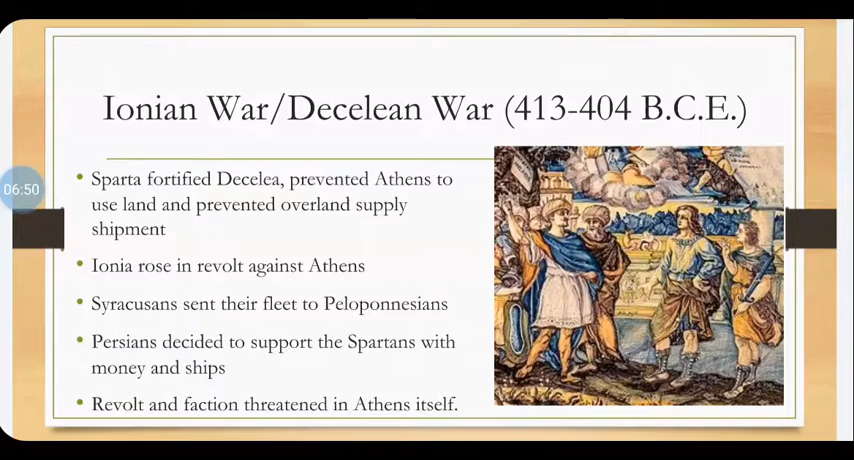 Ionian War/Decelean War (413-404 B.C.E.)
• Sparta fortified Decelea, prevented Athens to
use land and prevented overland supply
shipment
• Ionia rose in revolt against Athens
• Syracusans sent their fleet to Peloponnesians
• Persians decided to support the Spartans with
money and ships
• Revolt and faction threatened in Athens itself.
06:50